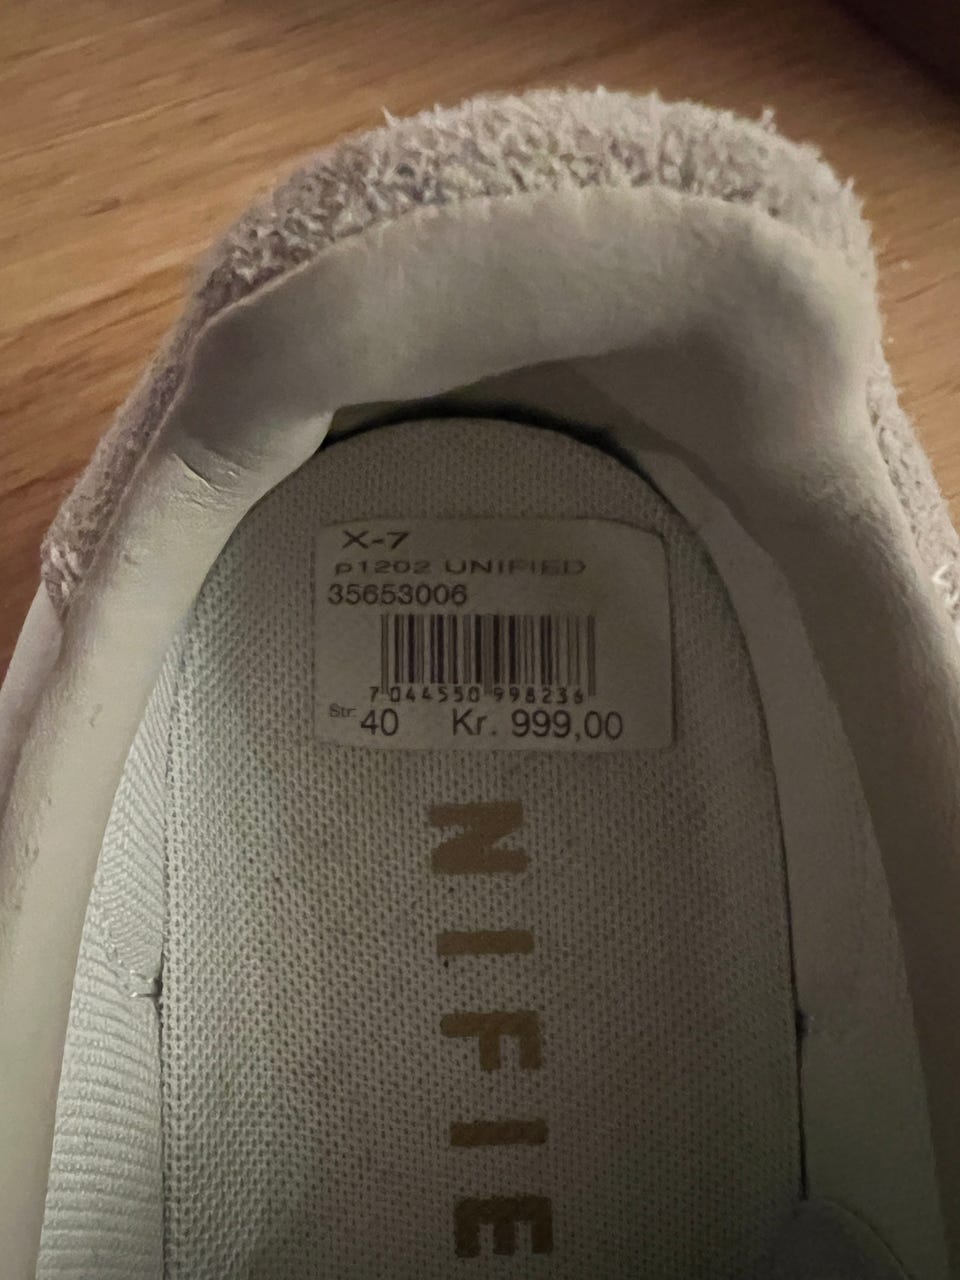 X-7
p1202 UNIFIED
35653006
7 044550 998236
Str: 40 Kr. 999,00
NIFIE